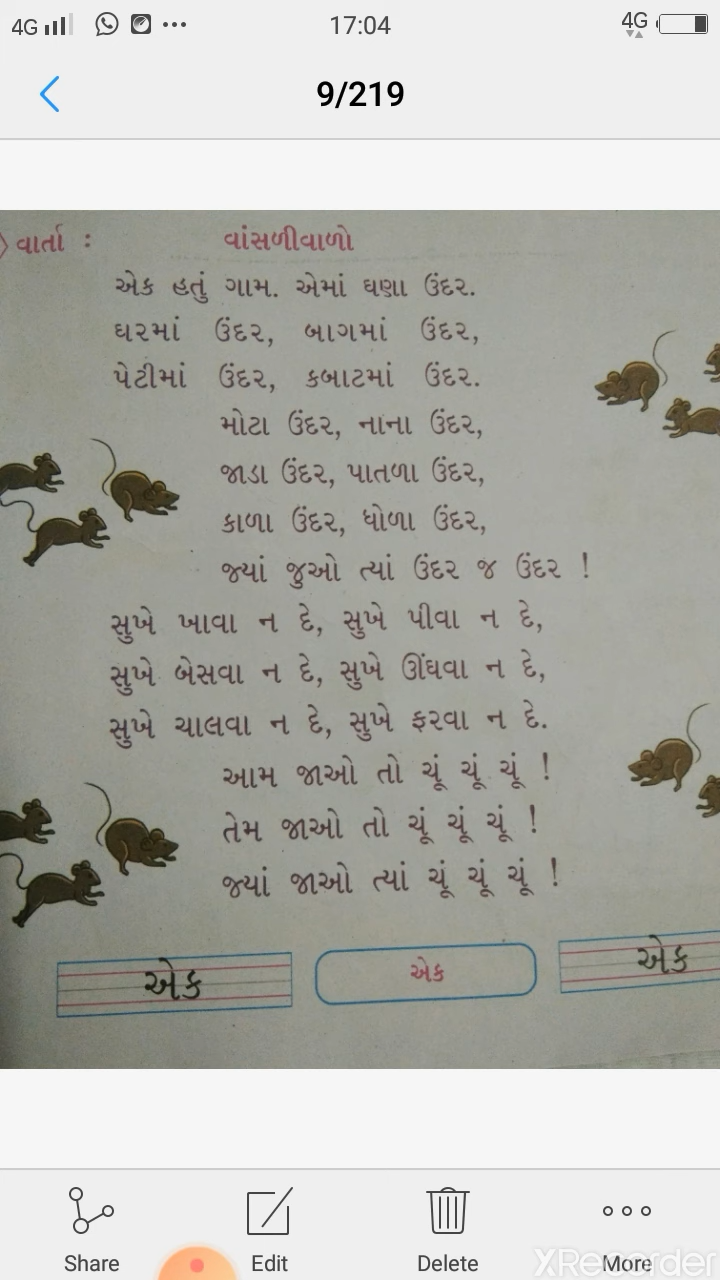 4G 17:04 4G
9/219
વાર્તા : વાંસળીવાળો
એક હતું ગામ. એમાં ઘણા ઉંદર.
ઘરમાં ઉંદર, બાગમાં ઉંદર,
પેટીમાં ઉંદર, કબાટમાં ઉંદર.
મોટા ઉંદર, નાના ઉંદર,
જાડા ઉંદર, પાતળા ઉંદર,
કાળા ઉંદર, ધોળા ઉંદર,
જ્યાં જુઓ ત્યાં ઉંદર જ ઉંદર !
સુખે ખાવા ન દે, સુખે પીવા ન દે,
સુખે બેસવા ન દે, સુખે ઊંઘવા ન દે,
સુખે ચાલવા ન દે, સુખે ફરવા ન દે.
આમ જાઓ તો ચૂં ચૂં ચૂં !
તેમ જાઓ તો ચૂં ચૂં ચૂં !
જ્યાં જાઓ ત્યાં ચૂં ચૂં ચૂં !
એક એક એક
Share Edit Delete More
XRecorder